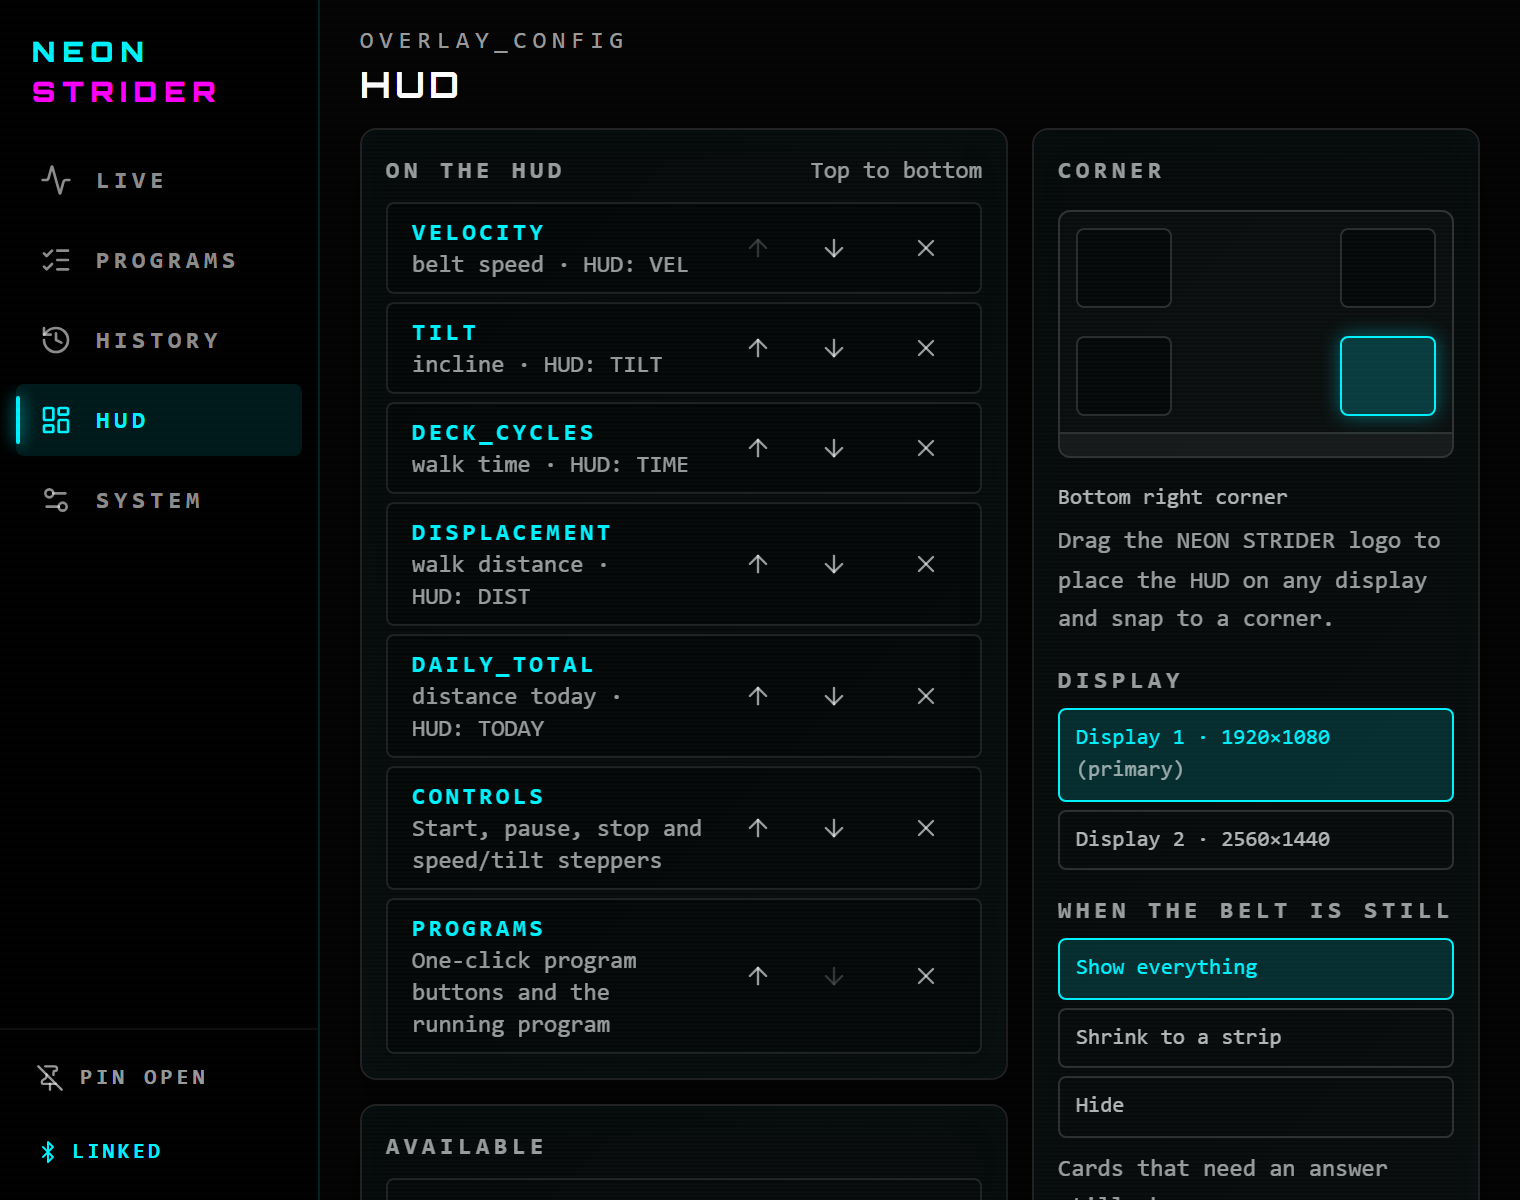 NEON
STRIDER
LIVE
PROGRAMS
HISTORY
HUD
SYSTEM
PIN OPEN
LINKED
OVERLAY_CONFIG
HUD
ON THE HUD
Top to bottom
VELOCITY
belt speed · HUD: VEL
TILT
incline · HUD: TILT
DECK_CYCLES
walk time · HUD: TIME
DISPLACEMENT
walk distance ·
HUD: DIST
DAILY_TOTAL
distance today ·
HUD: TODAY
CONTROLS
Start, pause, stop and
speed/tilt steppers
PROGRAMS
One-click program
buttons and the
running program
AVAILABLE
CORNER
Bottom right corner
Drag the NEON STRIDER logo to
place the HUD on any display
and snap to a corner.
DISPLAY
Display 1 · 1920×1080
(primary)
Display 2 · 2560×1440
WHEN THE BELT IS STILL
Show everything
Shrink to a strip
Hide
Cards that need an answer